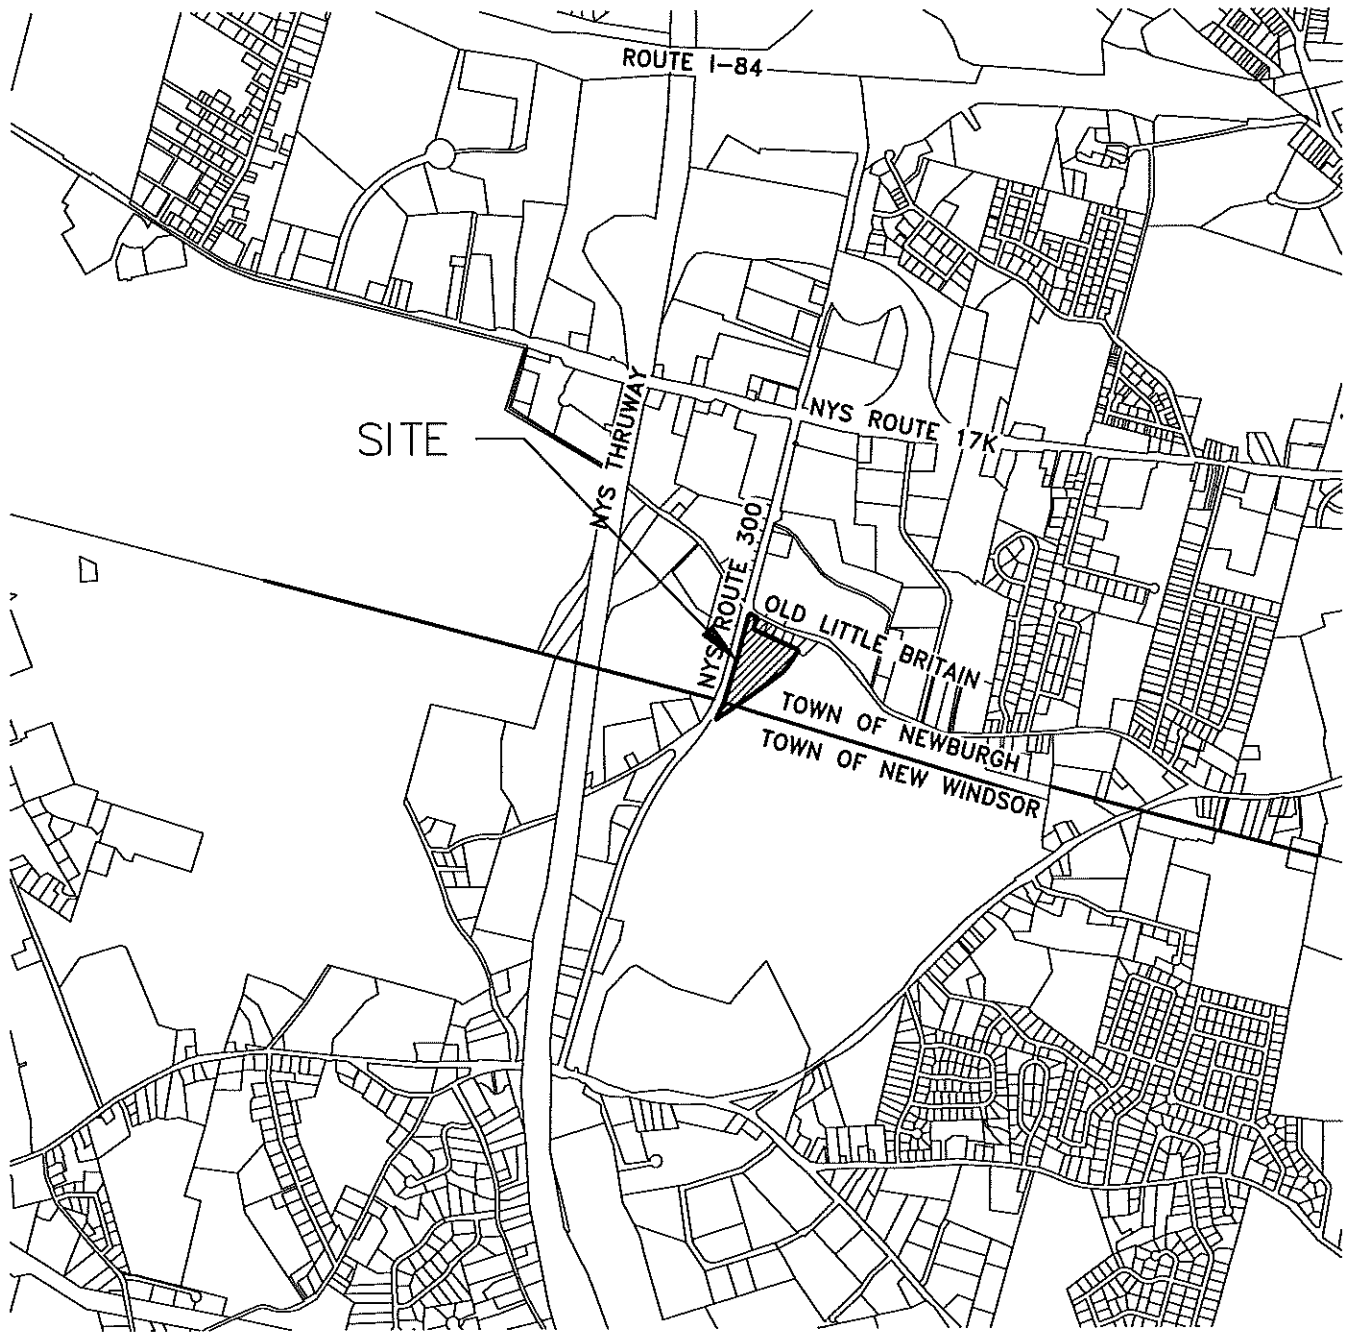 ROUTE I-84
NYS THRUWAY
NYS ROUTE 17K
SITE
NYS ROUTE 300
OLD LITTLE BRITAIN
TOWN OF NEWBURGH
TOWN OF NEW WINDSOR